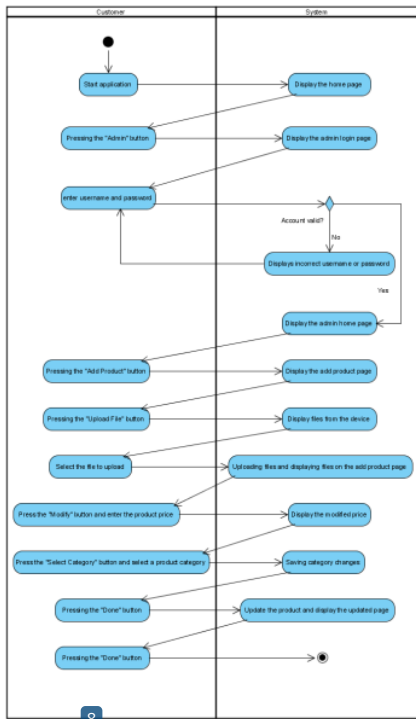 Customer
System
Start application
Display the home page
Pressing the "Admin" button
Display the admin login page
enter username and password
Account valid?
No
Displays incorrect username or password
Yes
Display the admin home page
Pressing the "Add Product" button
Display the add product page
Pressing the "Upload File" button
Display files from the device
Select the file to upload
Uploading files and displaying files on the add product page
Press the "Modify" button and enter the product price
Display the modified price
Press the "Select Category" button and select a product category
Saving category changes
Pressing the "Done" button
Update the product and display the updated page
Pressing the "Done" button